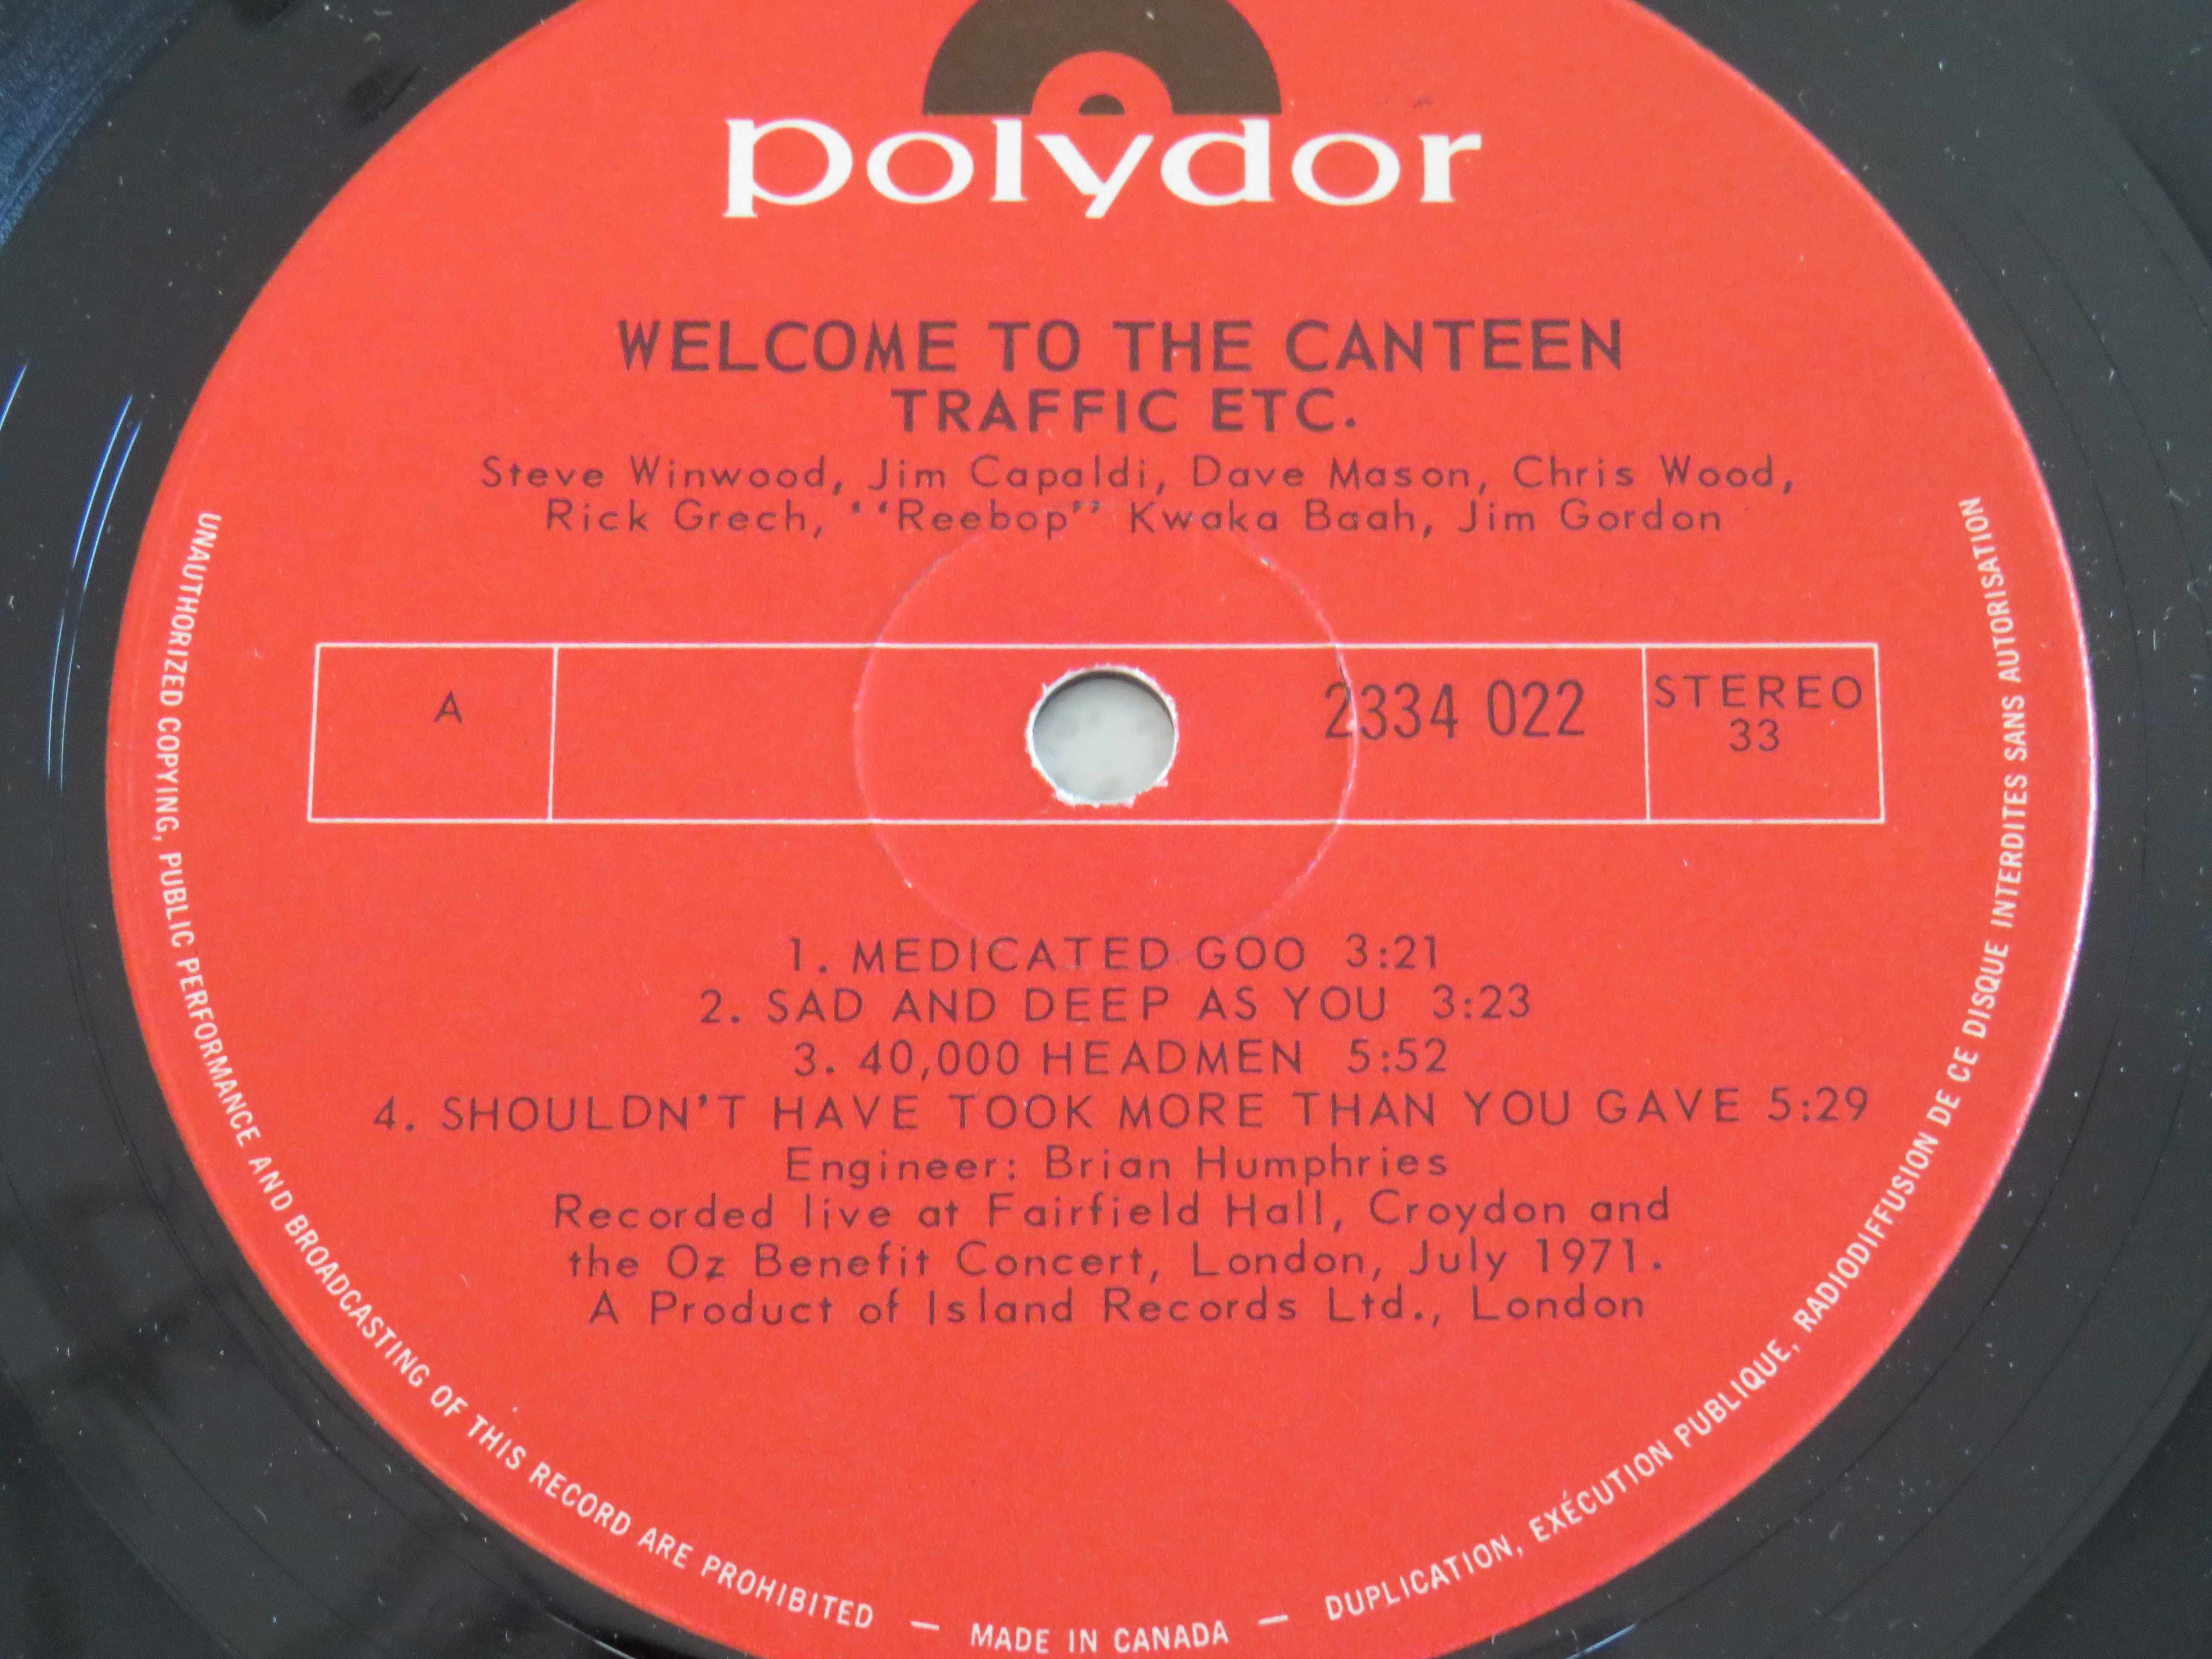 polydor
WELCOME TO THE CANTEEN
TRAFFIC ETC.
Steve Winwood, Jim Capaldi, Dave Mason, Chris Wood,
Rick Grech, "Reebop" Kwaka Baah, Jim Gordon
A
2334 022
STEREO
33
1. MEDICATED GOO 3:21
2. SAD AND DEEP AS YOU 3:23
3. 40,000 HEADMEN 5:52
4. SHOULDN'T HAVE TOOK MORE THAN YOU GAVE 5:29
Engineer: Brian Humphries
Recorded live at Fairfield Hall, Croydon and
the Oz Benefit Concert, London, July 1971.
A Product of Island Records Ltd., London
UNAUTHORIZED COPYING, PUBLIC PERFORMANCE AND BROADCASTING OF THIS RECORD ARE PROHIBITED — MADE IN CANADA — DUPLICATION, EXÉCUTION PUBLIQUE, RADIODIFFUSION DE CE DISQUE INTERDITES SANS AUTORISATION